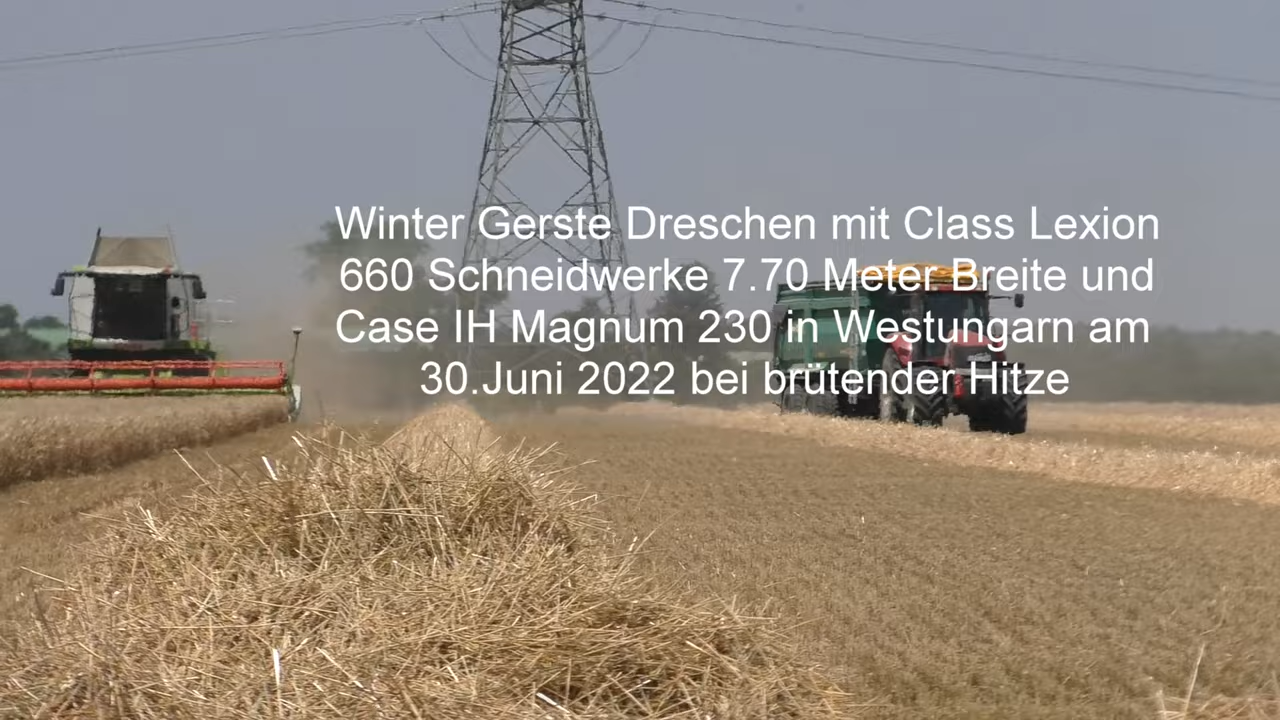 Winter Gerste Dreschen mit Class Lexion
660 Schneidwerke 7.70 Meter Breite und
Case IH Magnum 230 in Westungarn am
30.Juni 2022 bei brütender Hitze